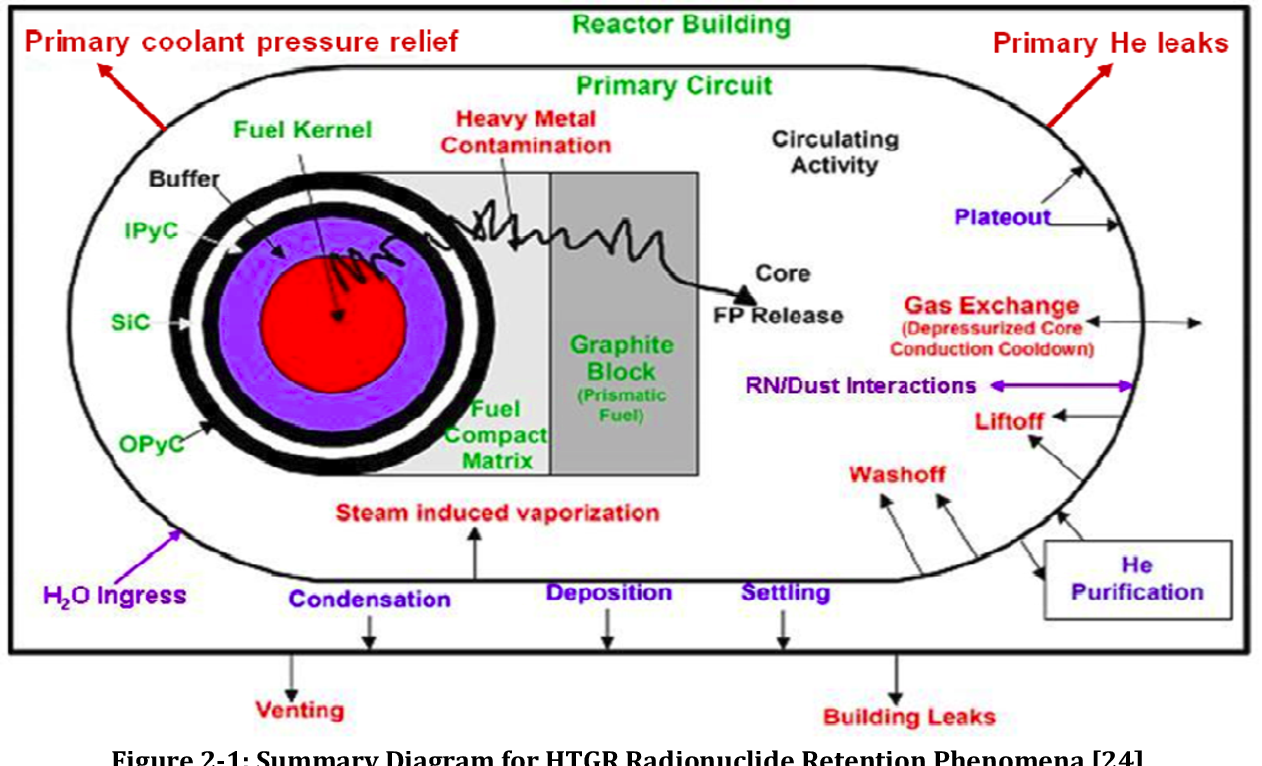 Reactor Building
Primary coolant pressure relief
Primary He leaks
Primary Circuit
Fuel Kernel
Heavy Metal
Contamination
Circulating
Activity
Buffer
IPyC
Plateout
SiC
Core
FP Release
Gas Exchange
(Depressurized Core
Conduction Cooldown)
Graphite
Block
(Prismatic
Fuel)
RN/Dust Interactions
Liftoff
OPyC
Fuel
Compact
Matrix
Washoff
Steam induced vaporization
H₂O Ingress
Condensation
Deposition
Settling
He
Purification
Venting
Building Leaks
Figure 2-1: Summary Diagram for HTGR Radionuclide Retention Phenomena [24]